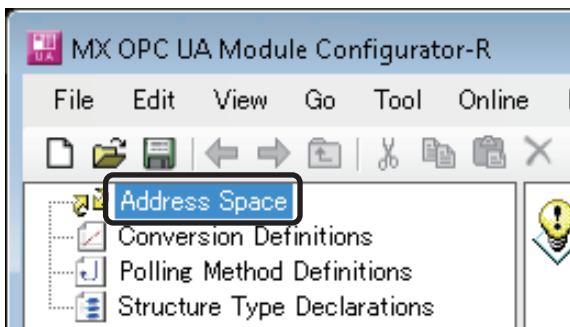 MX OPC UA Module Configurator-R
File Edit View Go Tool Online
Address Space
Conversion Definitions
Polling Method Definitions
Structure Type Declarations